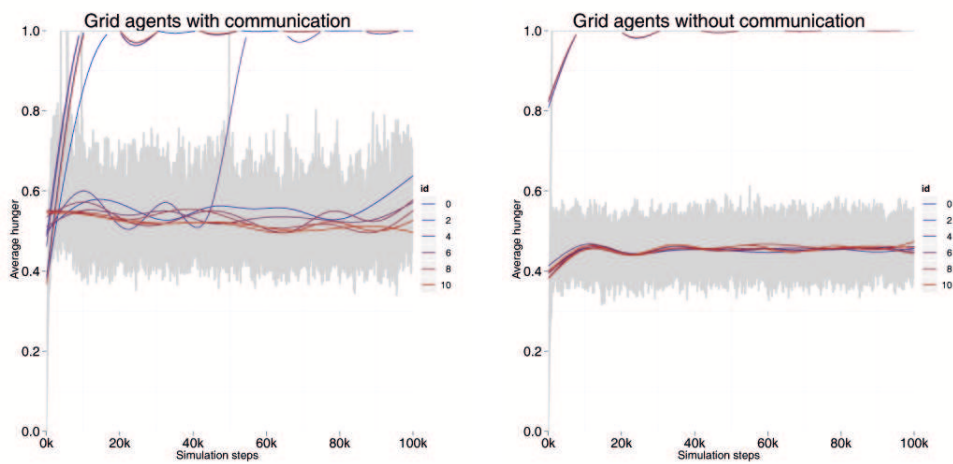 Grid agents with communication
1.0
0.8
0.6
0.4
0.2
0.0
Average hunger
0k
20k
40k
60k
80k
100k
Simulation steps
id
0
2
4
6
8
10
Grid agents without communication
1.0
0.8
0.6
0.4
0.2
0.0
Average hunger
0k
20k
40k
60k
80k
100k
Simulation steps
id
0
2
4
6
8
10